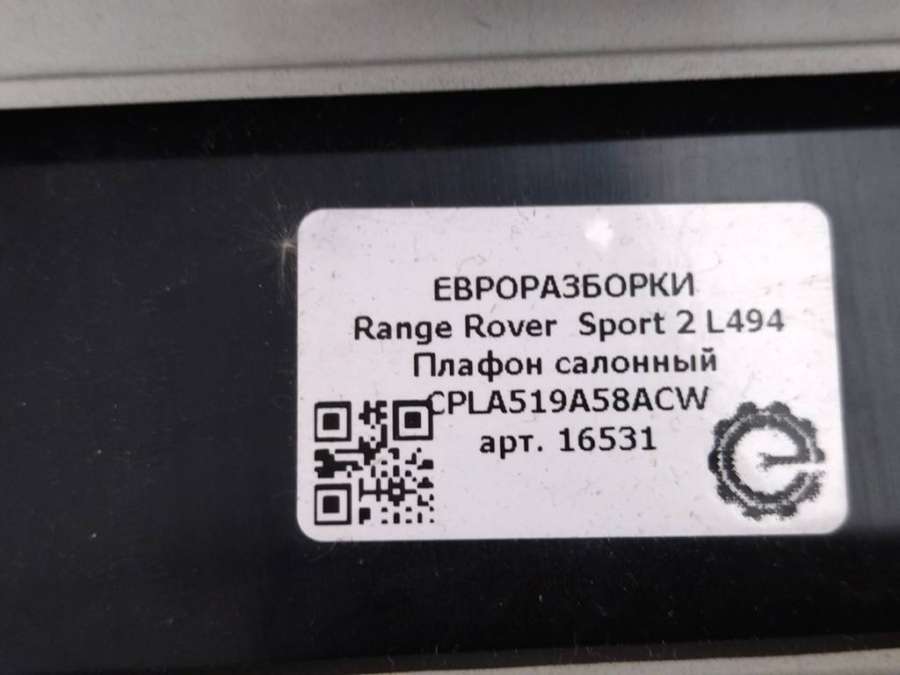 ЕВРОРАЗБОРКИ
Range Rover Sport 2 L494
Плафон салонный
CPLA519A58ACW
арт. 16531